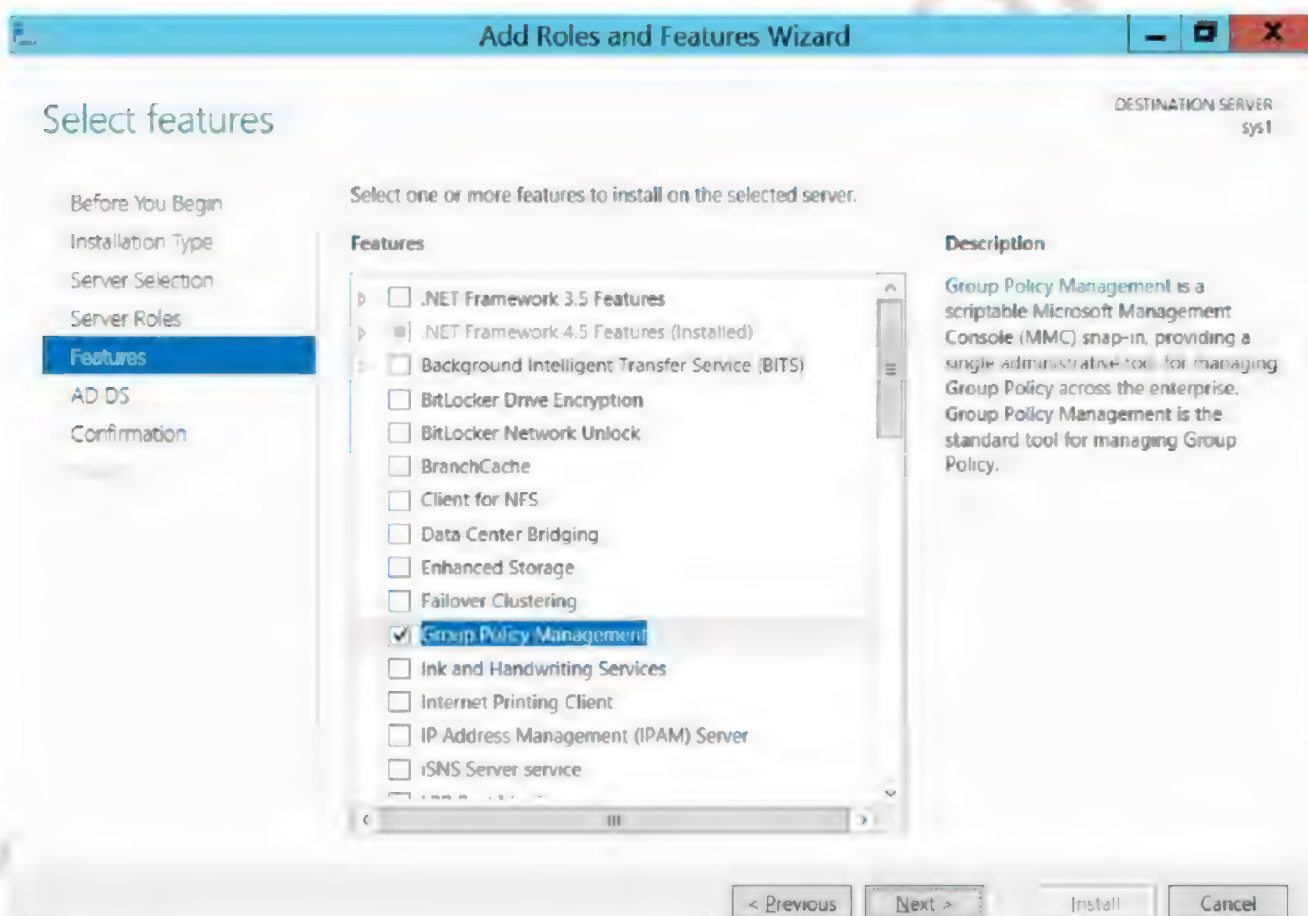 Add Roles and Features Wizard
Select features
DESTINATION SERVER
sys1
Before You Begin
Installation Type
Server Selection
Server Roles
Features
AD DS
Confirmation
Select one or more features to install on the selected server.
Features
.NET Framework 3.5 Features
.NET Framework 4.5 Features (Installed)
Background Intelligent Transfer Service (BITS)
BitLocker Drive Encryption
BitLocker Network Unlock
BranchCache
Client for NFS
Data Center Bridging
Enhanced Storage
Failover Clustering
Group Policy Management
Ink and Handwriting Services
Internet Printing Client
IP Address Management (IPAM) Server
iSNS Server service
Description
Group Policy Management is a
scriptable Microsoft Management
Console (MMC) snap-in, providing a
single administrative tool for managing
Group Policy across the enterprise.
Group Policy Management is the
standard tool for managing Group
Policy.
< Previous
Next >
Install
Cancel